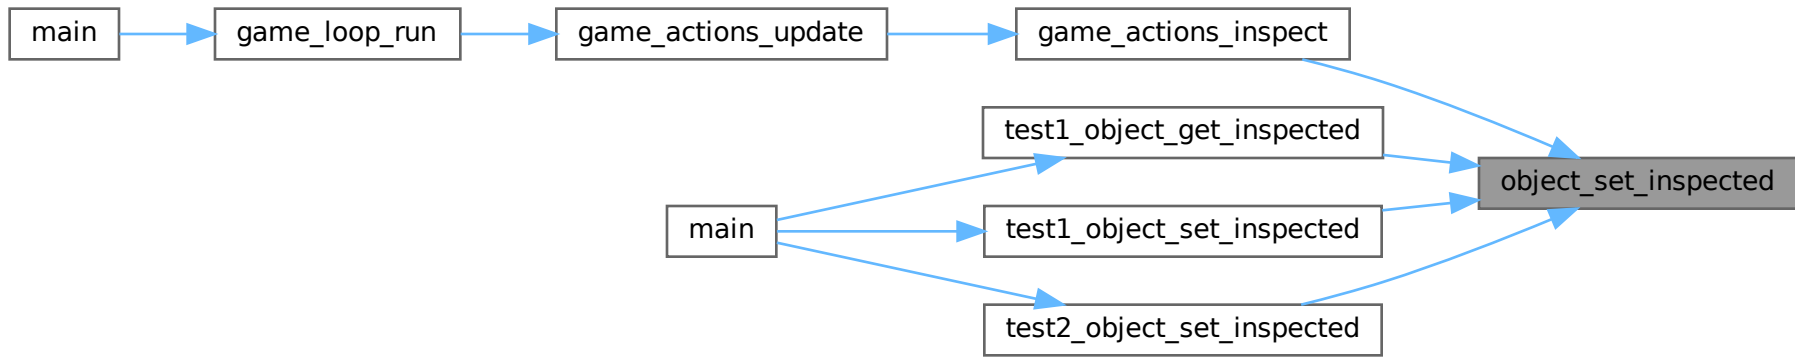 main
game_loop_run
game_actions_update
game_actions_inspect
test1_object_get_inspected
object_set_inspected
main
test1_object_set_inspected
test2_object_set_inspected